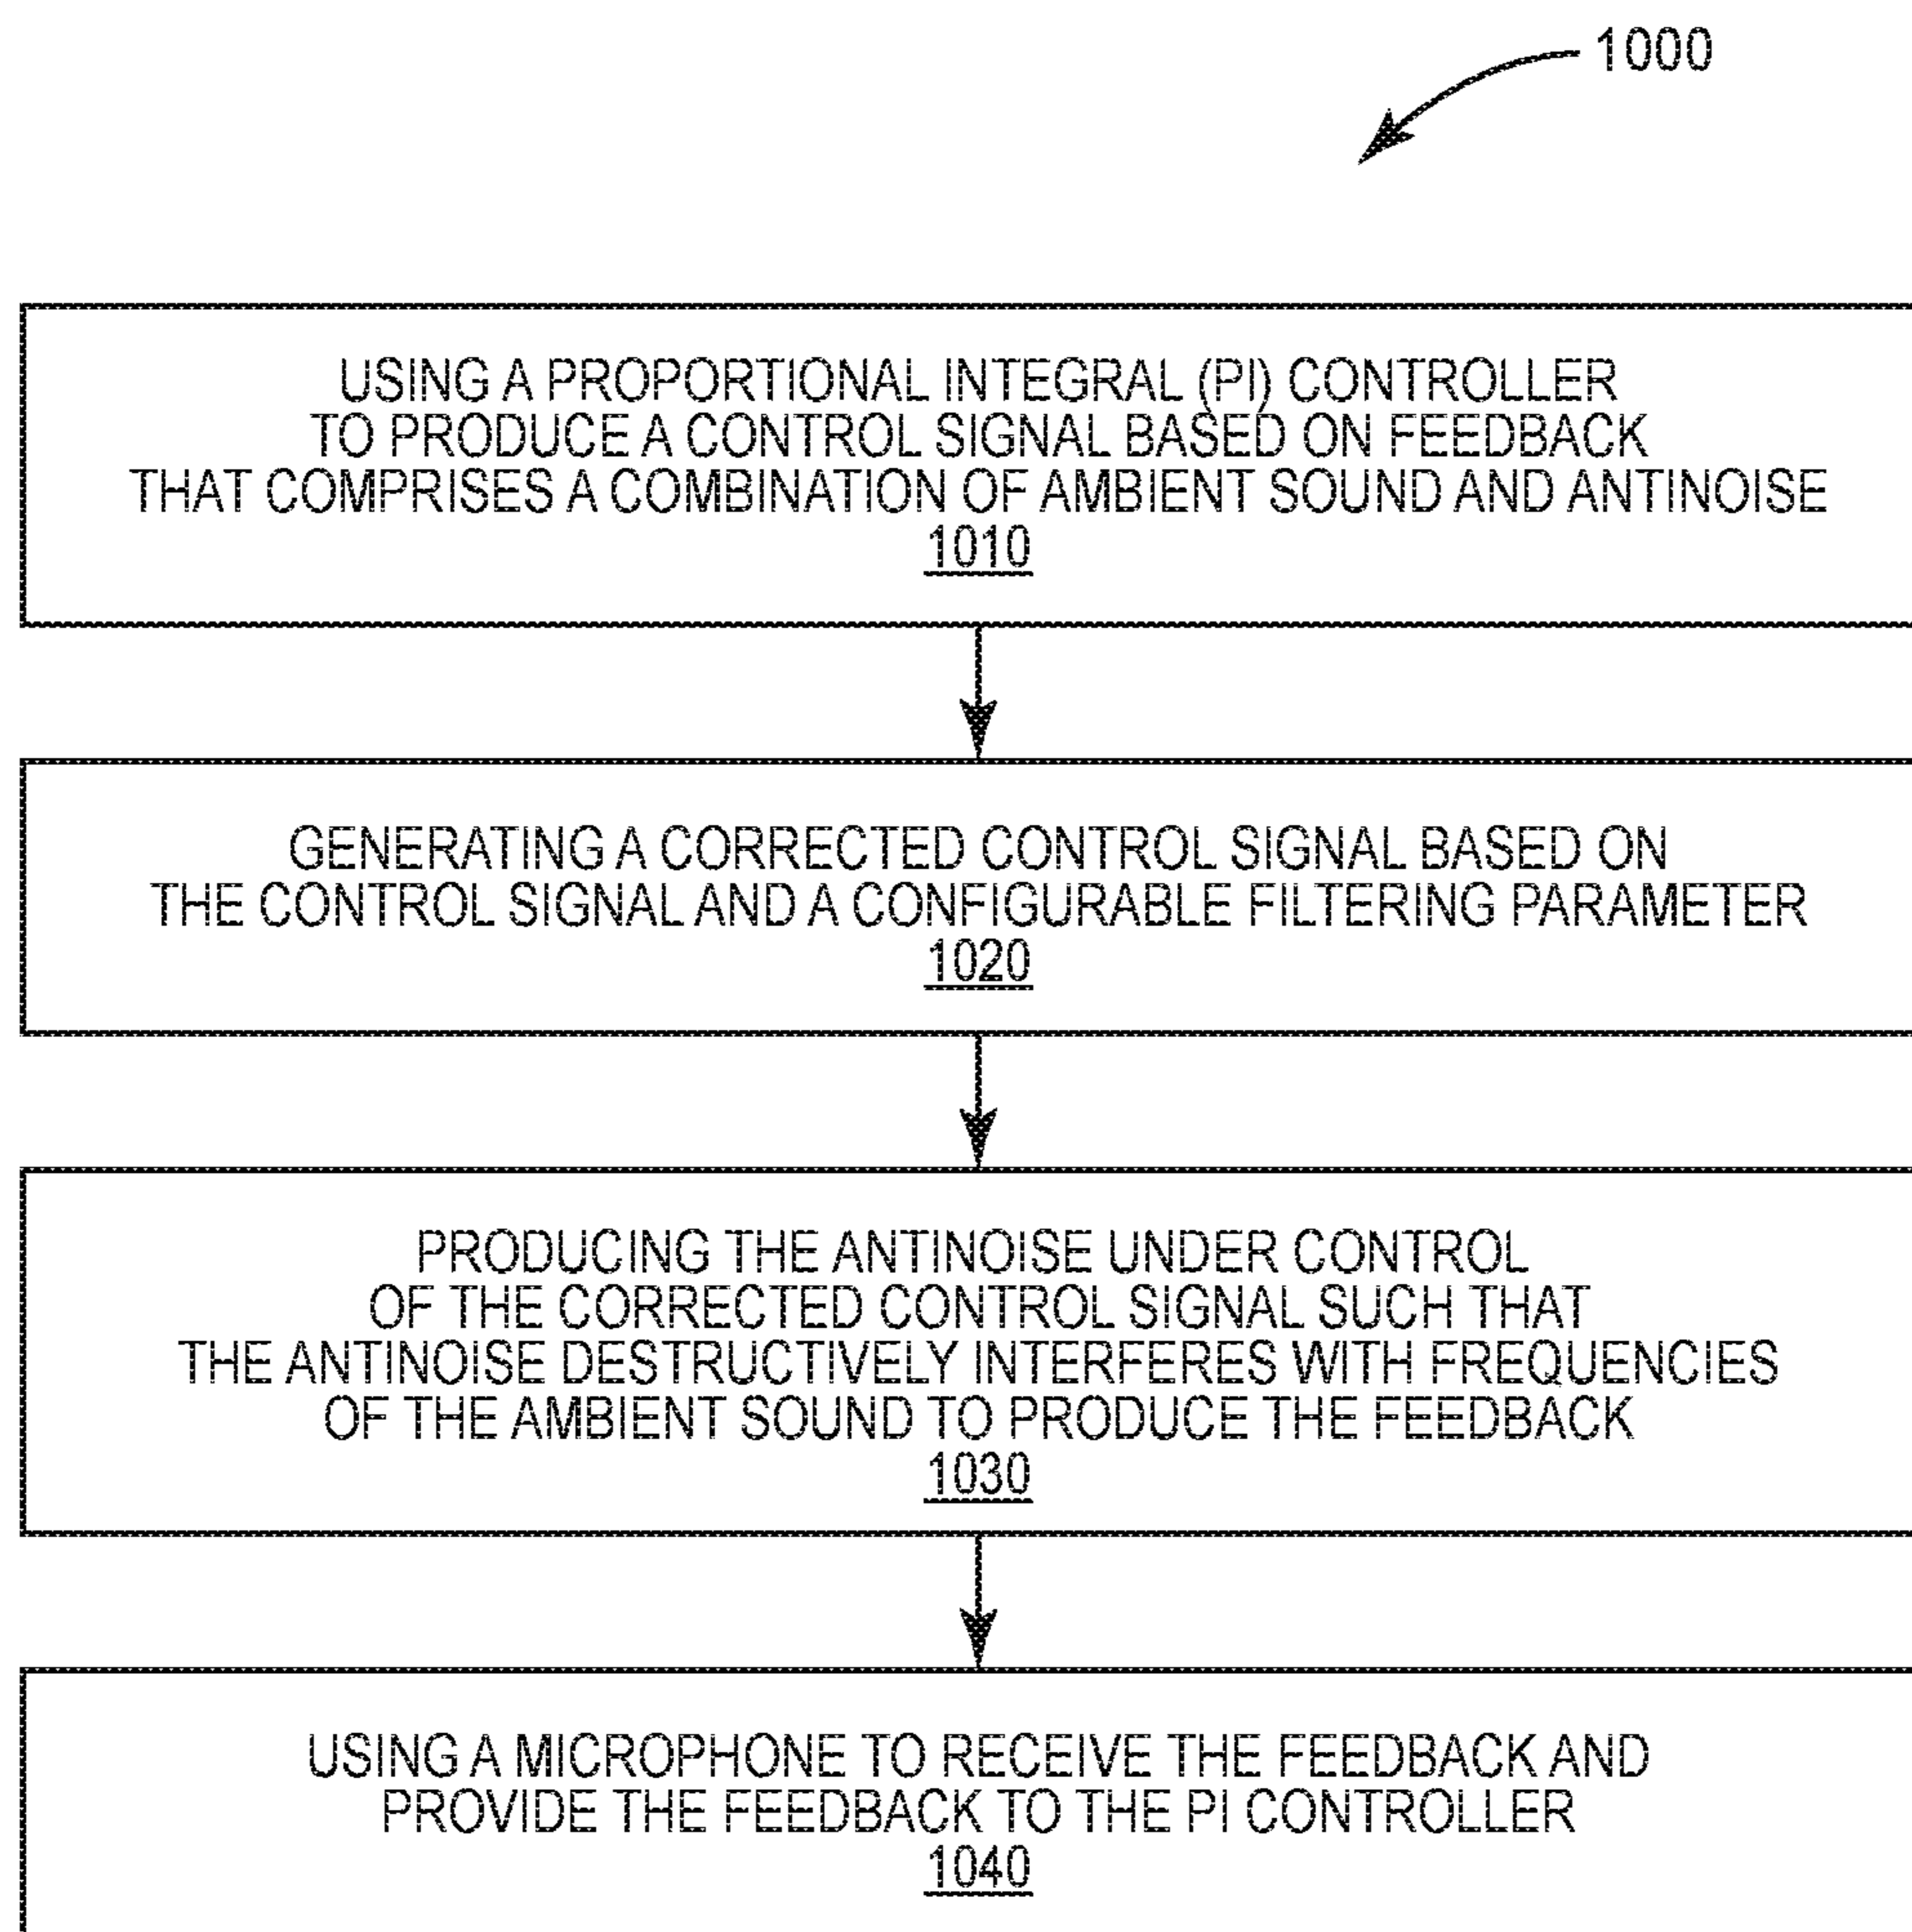 1000
USING A PROPORTIONAL INTEGRAL (PI) CONTROLLER
TO PRODUCE A CONTROL SIGNAL BASED ON FEEDBACK
THAT COMPRISES A COMBINATION OF AMBIENT SOUND AND ANTINOISE
1010
GENERATING A CORRECTED CONTROL SIGNAL BASED ON
THE CONTROL SIGNAL AND A CONFIGURABLE FILTERING PARAMETER
1020
PRODUCING THE ANTINOISE UNDER CONTROL
OF THE CORRECTED CONTROL SIGNAL SUCH THAT
THE ANTINOISE DESTRUCTIVELY INTERFERES WITH FREQUENCIES
OF THE AMBIENT SOUND TO PRODUCE THE FEEDBACK
1030
USING A MICROPHONE TO RECEIVE THE FEEDBACK AND
PROVIDE THE FEEDBACK TO THE PI CONTROLLER
1040